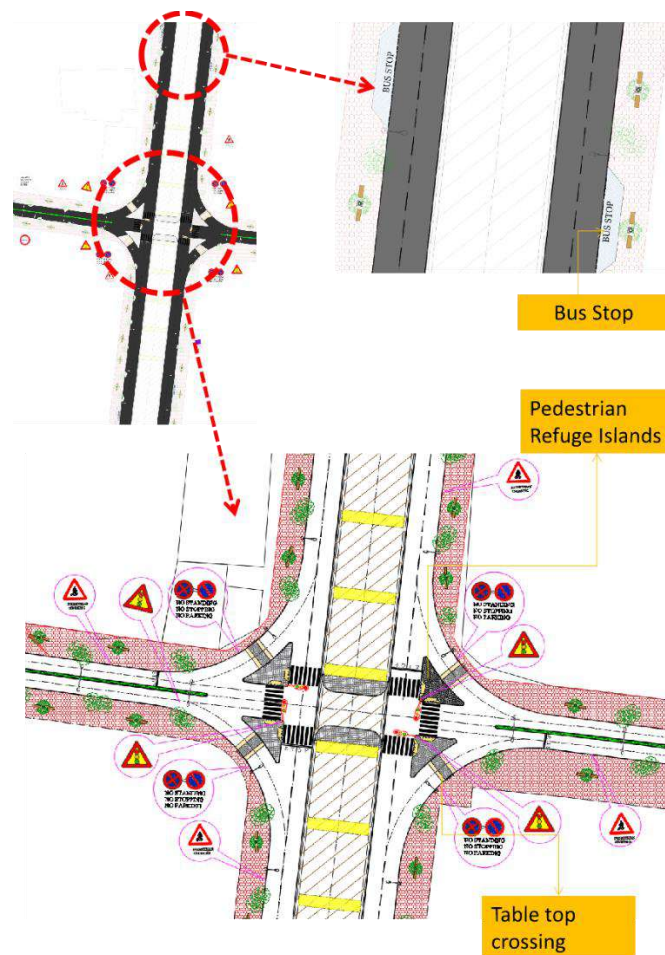 BUS STOP
BUS STOP
Bus Stop
Pedestrian
Refuge Islands
NO STANDING
NO STOPPING
NO PARKING
NO STANDING
NO STOPPING
NO PARKING
NO STANDING
NO STOPPING
NO PARKING
NO STANDING
NO STOPPING
NO PARKING
Table top
crossing